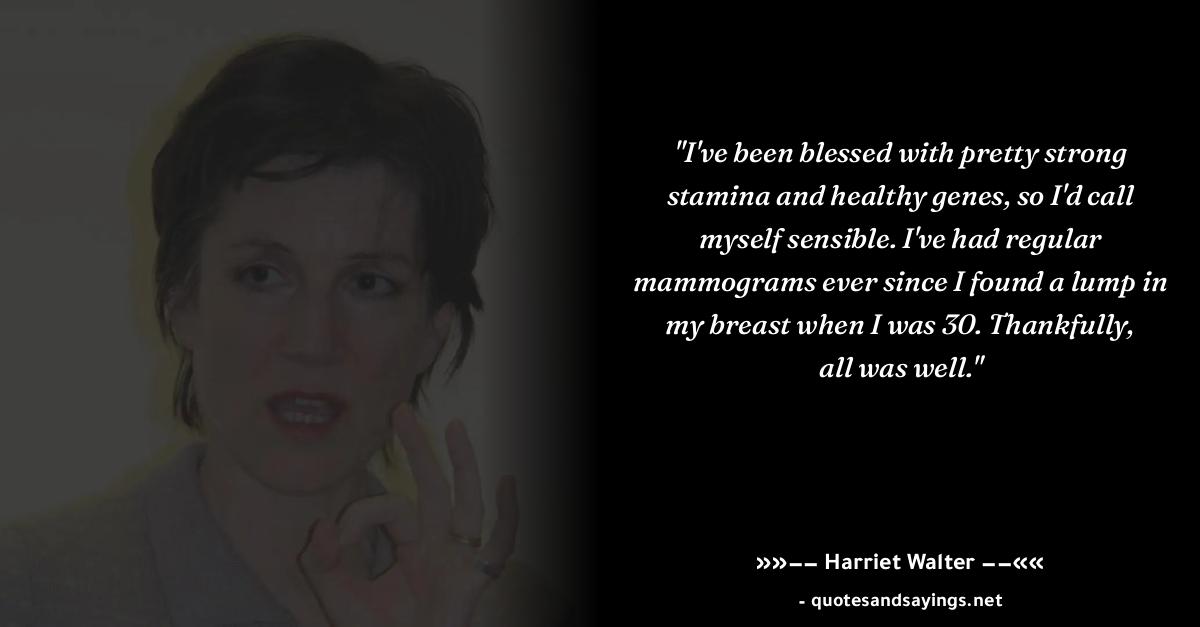 "I've been blessed with pretty strong
stamina and healthy genes, so I'd call
myself sensible. I've had regular
mammograms ever since I found a lump in
my breast when I was 30. Thankfully,
all was well."
»»–– Harriet Walter ––««
- quotesandsayings.net